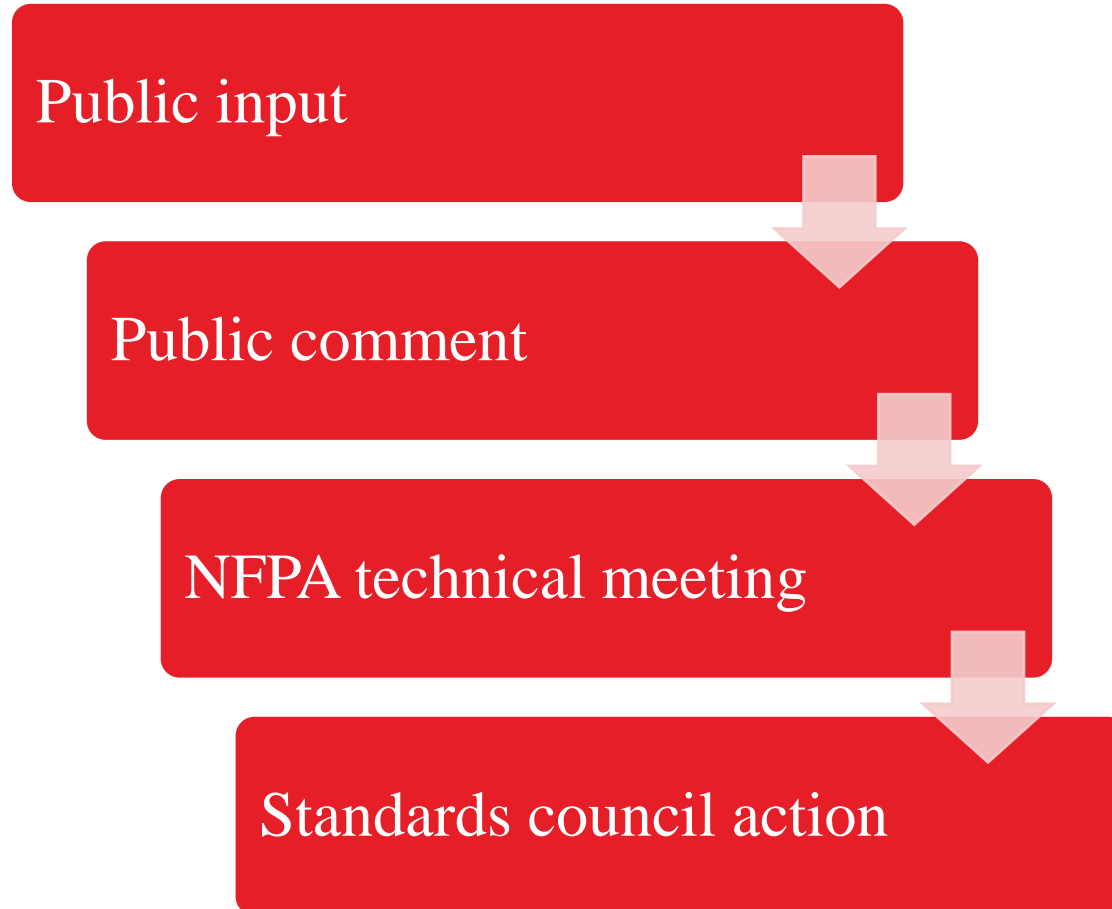 Public input
Public comment
NFPA technical meeting
Standards council action